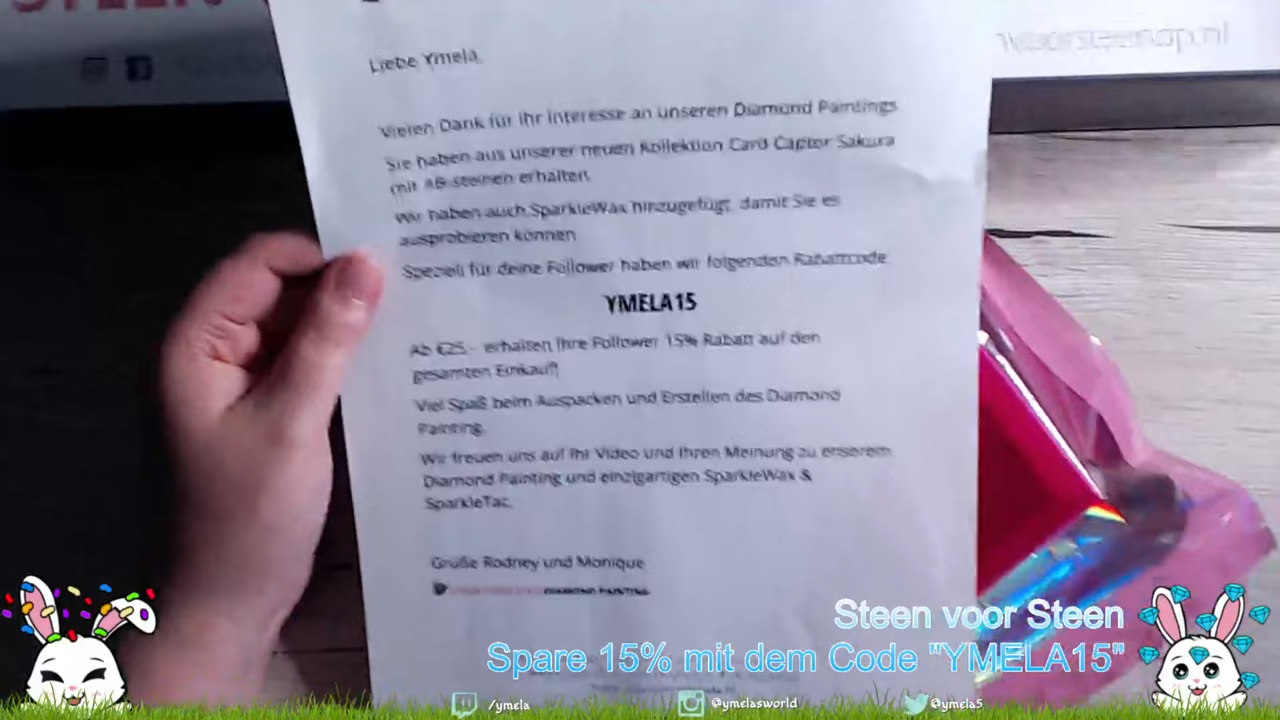 STEEN
voorsteendp.nl
Liebe Ymela,
Vielen Dank für Ihr Interesse an unseren Diamond Paintings
Sie haben aus unserer neuen Kollektion Card Captor Sakura
mit AB-steinen erhalten
Wir haben auch SparkleWax hinzugefügt, damit Sie es
ausprobieren können
Speziell für deine Follower haben wir folgenden Rabattcode
YMELA15
Ab €25,- erhalten Ihre Follower 15% Rabatt auf den
gesamten Einkauf!
Viel Spaß beim Auspacken und Erstellen des Diamond
Painting.
Wir freuen uns auf Ihr Video und Ihren Meinung zu unserem
Diamond Painting und einzigartigen SparkleWax &
SparkleTac.
Grüße Rodney und Monique
DIAMOND PAINTING
Steen voor Steen
Spare 15% mit dem Code "YMELA15"
/ymela
@ymelasworld
@ymela5